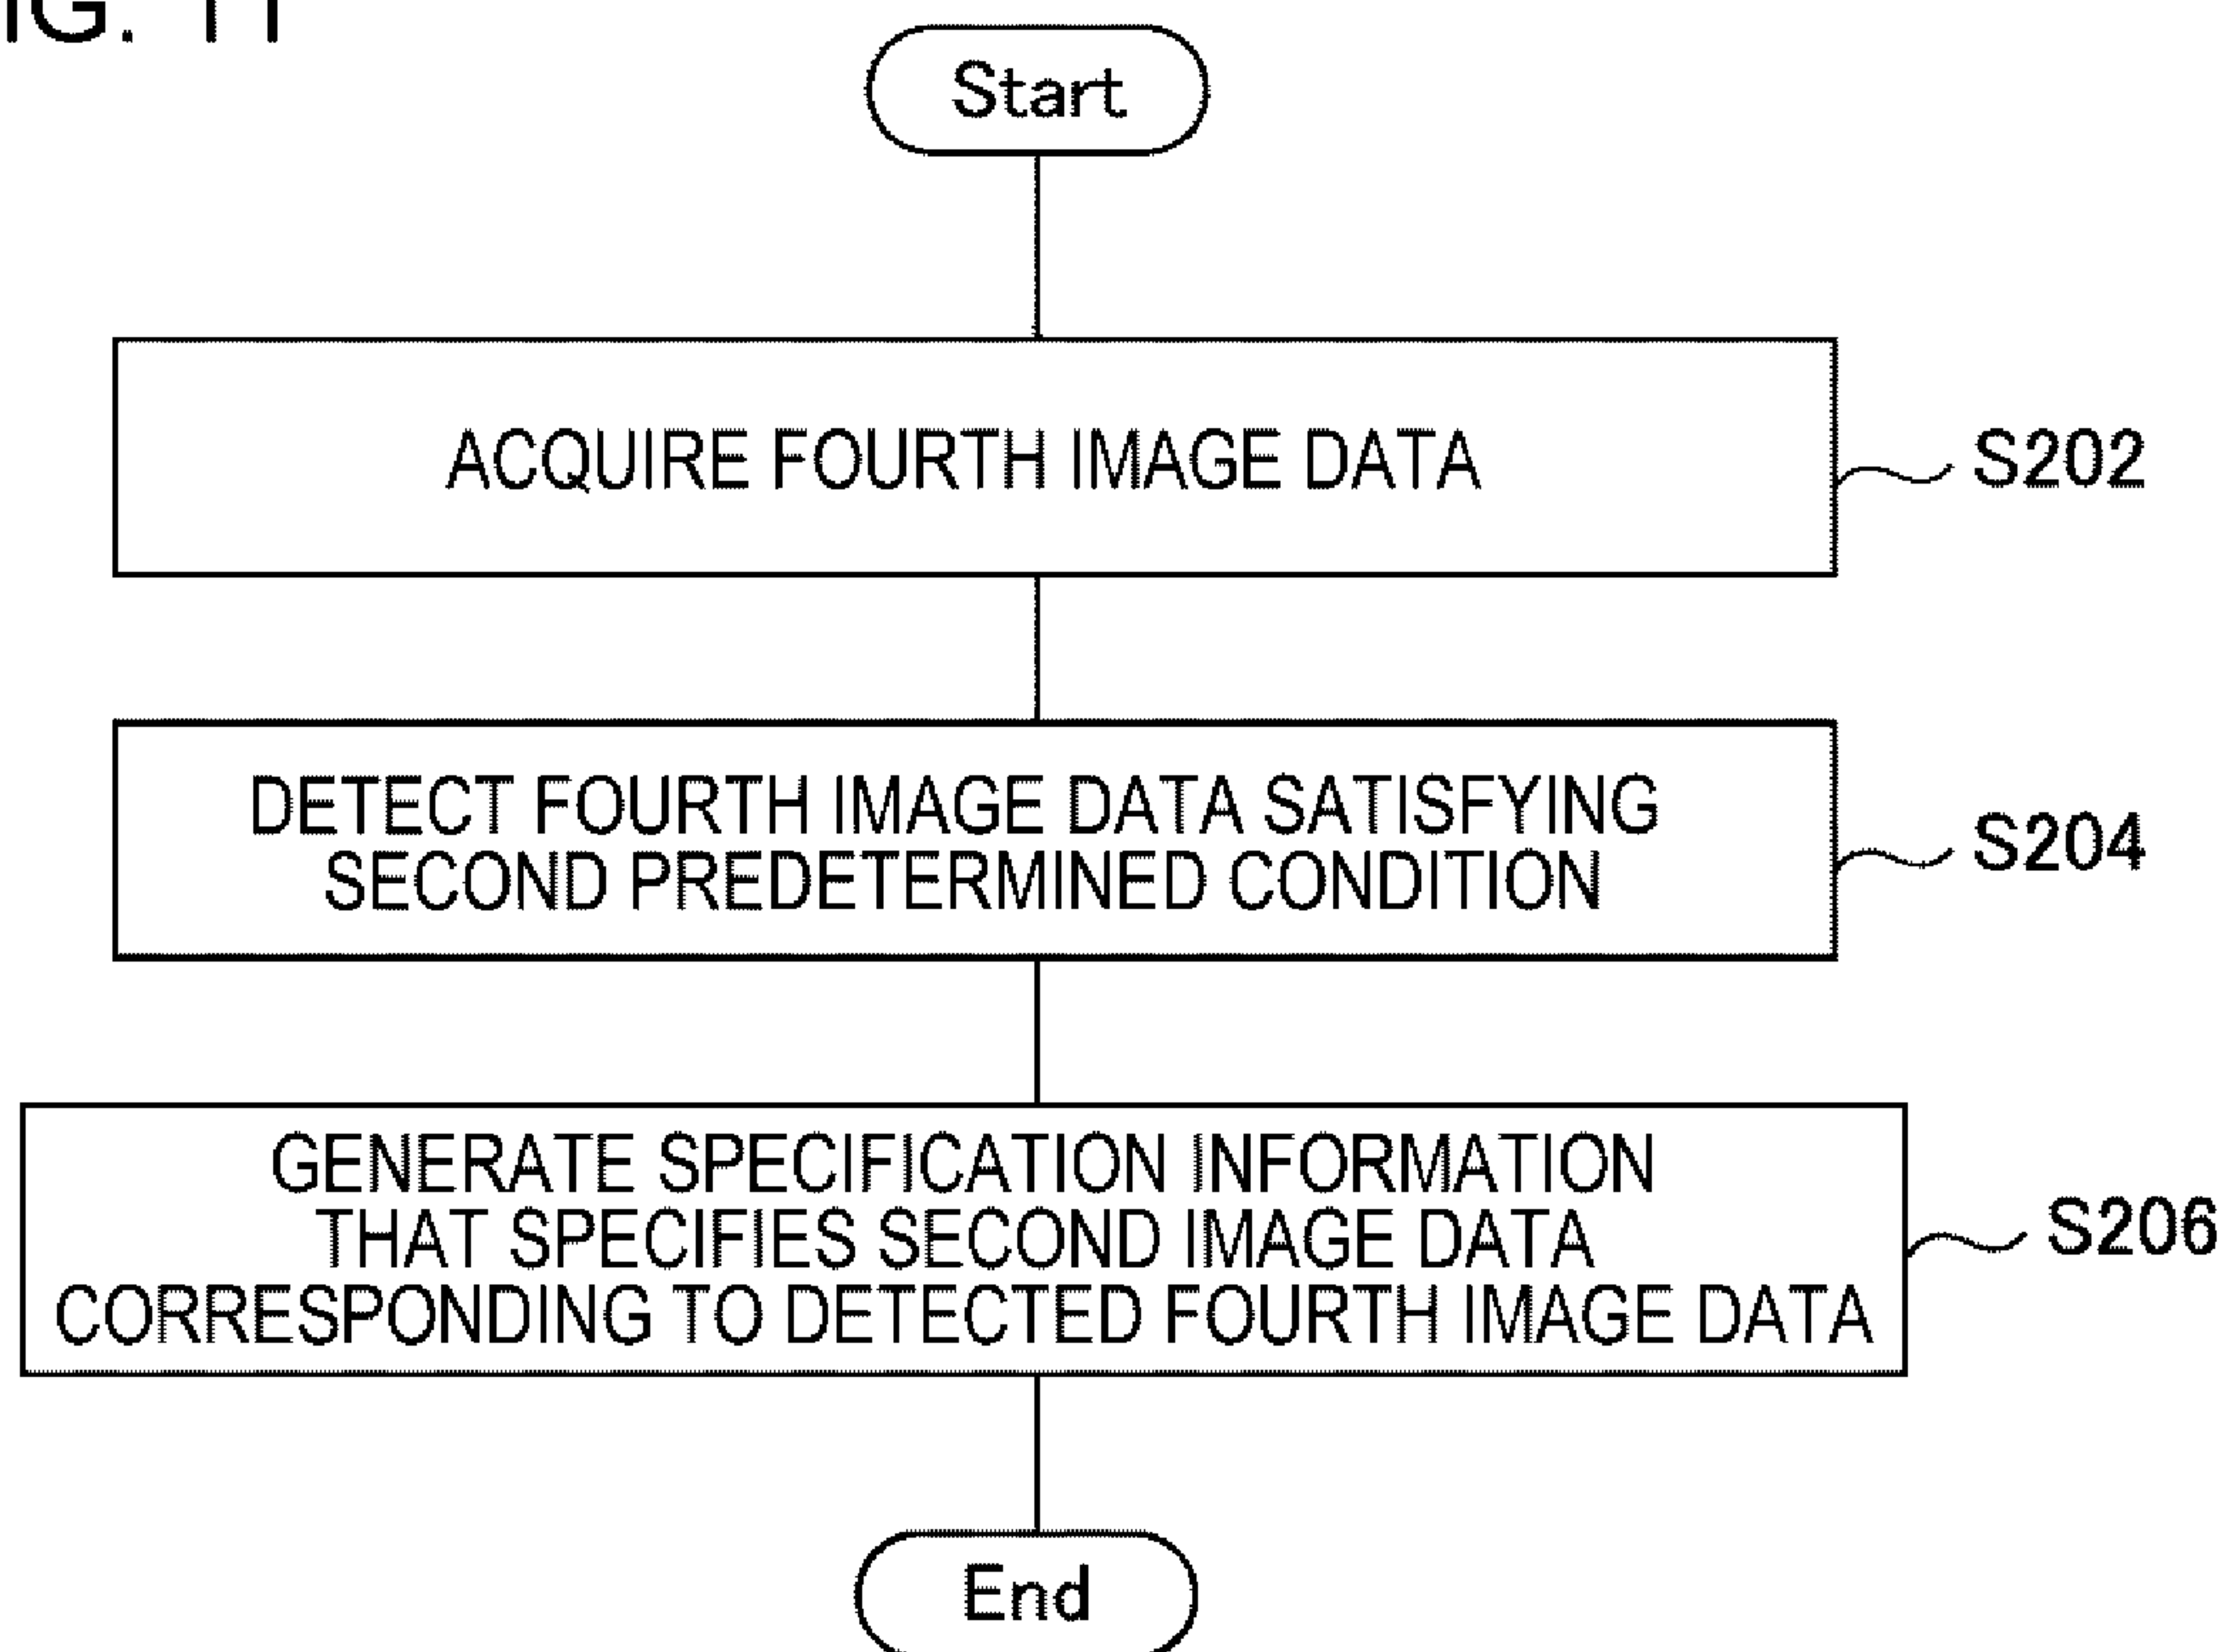 FIG. 11
Start
ACQUIRE FOURTH IMAGE DATA
S202
DETECT FOURTH IMAGE DATA SATISFYING
SECOND PREDETERMINED CONDITION
S204
GENERATE SPECIFICATION INFORMATION
THAT SPECIFIES SECOND IMAGE DATA
CORRESPONDING TO DETECTED FOURTH IMAGE DATA
S206
End